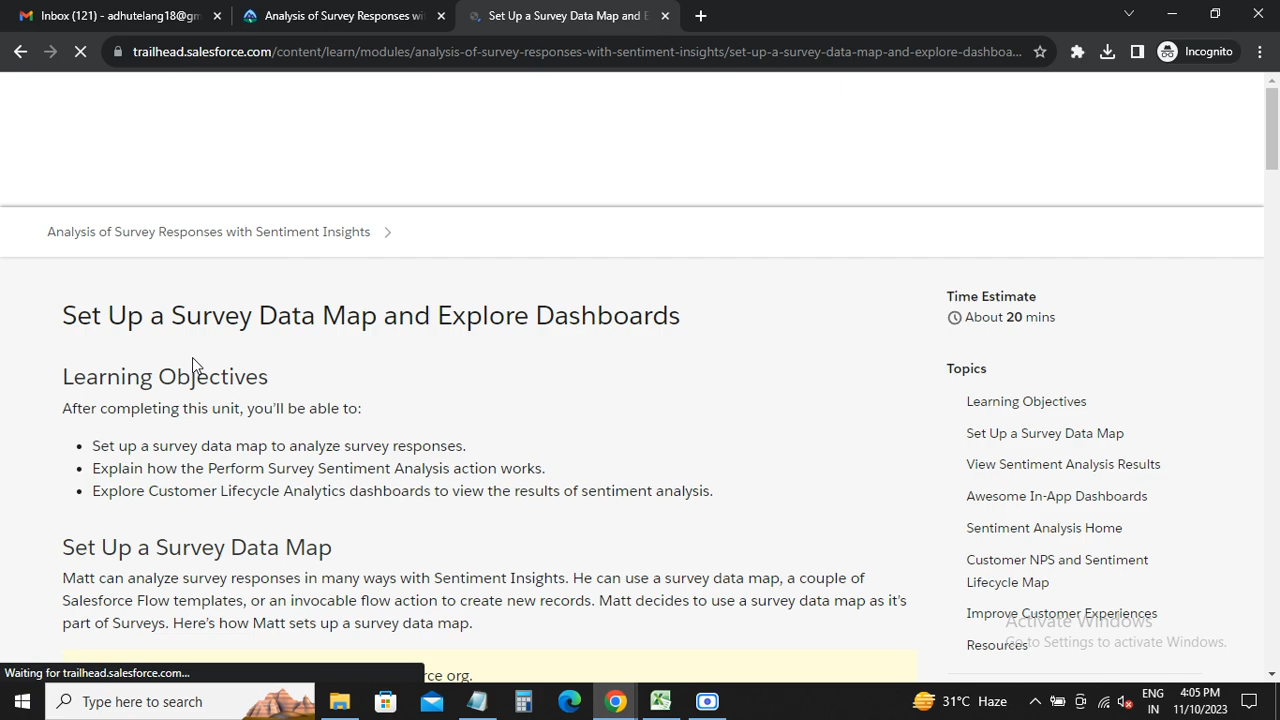 Inbox (121) - adhutelang18@gm
Analysis of Survey Responses wit
Set Up a Survey Data Map and E
trailhead.salesforce.com/content/learn/modules/analysis-of-survey-responses-with-sentiment-insights/set-up-a-survey-data-map-and-explore-dashboa...
Incognito
Analysis of Survey Responses with Sentiment Insights
Set Up a Survey Data Map and Explore Dashboards
Learning Objectives
After completing this unit, you'll be able to:
• Set up a survey data map to analyze survey responses.
• Explain how the Perform Survey Sentiment Analysis action works.
• Explore Customer Lifecycle Analytics dashboards to view the results of sentiment analysis.
Set Up a Survey Data Map
Matt can analyze survey responses in many ways with Sentiment Insights. He can use a survey data map, a couple of
Salesforce Flow templates, or an invocable flow action to create new records. Matt decides to use a survey data map as it's
part of Surveys. Here's how Matt sets up a survey data map.
rce org.
Time Estimate
About 20 mins
Topics
Learning Objectives
Set Up a Survey Data Map
View Sentiment Analysis Results
Awesome In-App Dashboards
Sentiment Analysis Home
Customer NPS and Sentiment
Lifecycle Map
Improve Customer Experiences
Resources
Activate Windows
Go to Settings to activate Windows.
Waiting for trailhead.salesforce.com...
Type here to search
31°C Haze
ENG
IN
4:05 PM
11/10/2023